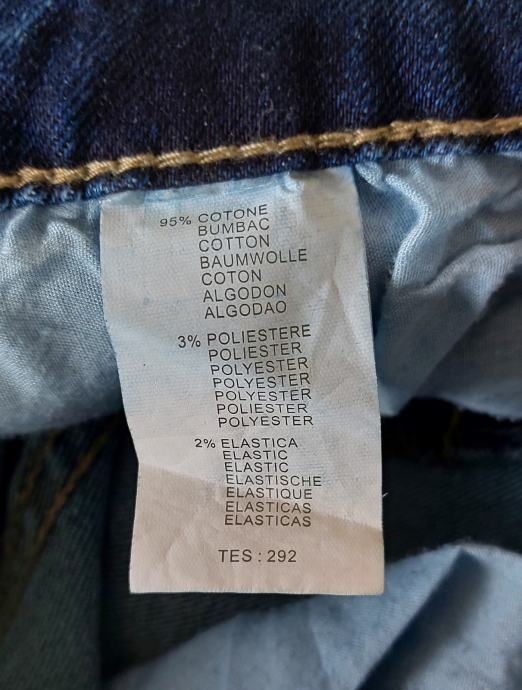 95% COTONE
BUMBAC
COTTON
BAUMWOLLE
COTON
ALGODON
ALGODAO
3% POLIESTERE
POLIESTER
POLYESTER
POLYESTER
POLYESTER
POLIESTER
POLYESTER
2% ELASTICA
ELASTIC
ELASTIC
ELASTISCHE
ELASTIQUE
ELASTICAS
ELASTICAS
TES : 292